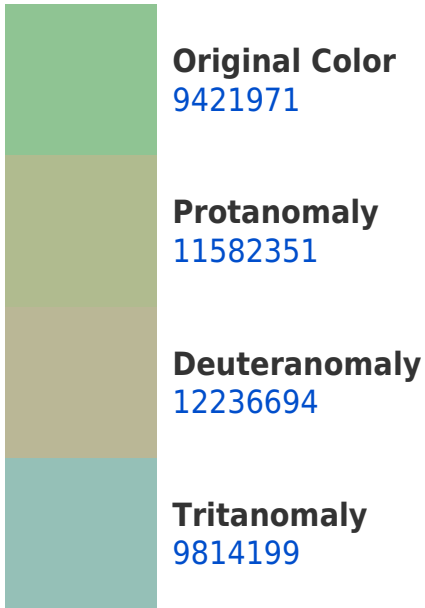 Original Color
9421971
Protanomaly
11582351
Deuteranomaly
12236694
Tritanomaly
9814199